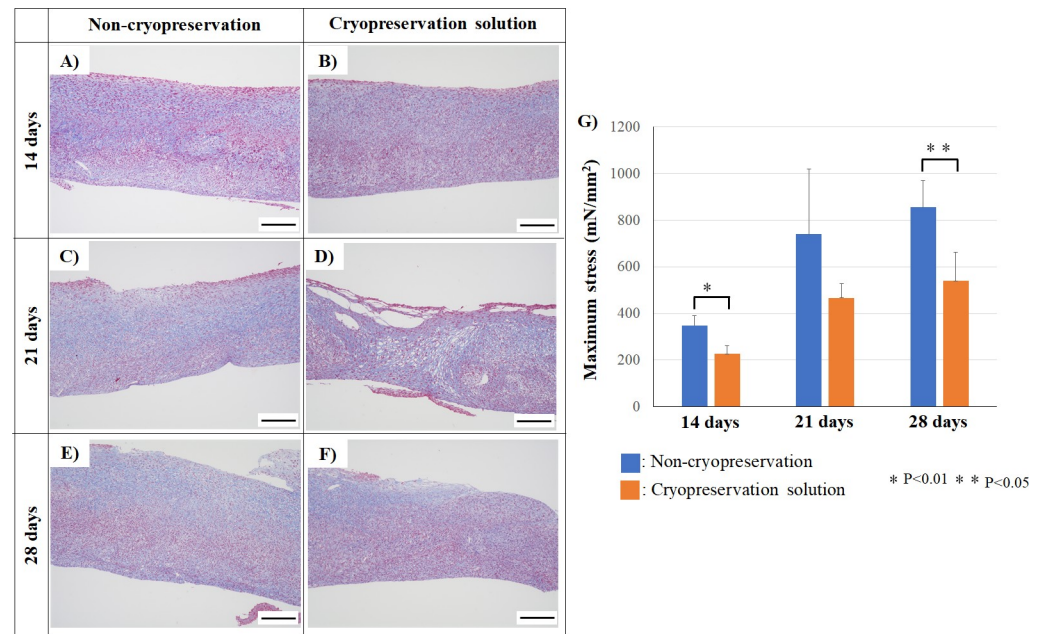 Non-cryopreservation
Cryopreservation solution
14 days
A)
B)
21 days
C)
D)
28 days
E)
F)
G)
Maximum stress (mN/mm²)
1200
1000
800
600
400
200
0
*
* *
14 days
21 days
28 days
: Non-cryopreservation
: Cryopreservation solution
* P<0.01 * * P<0.05